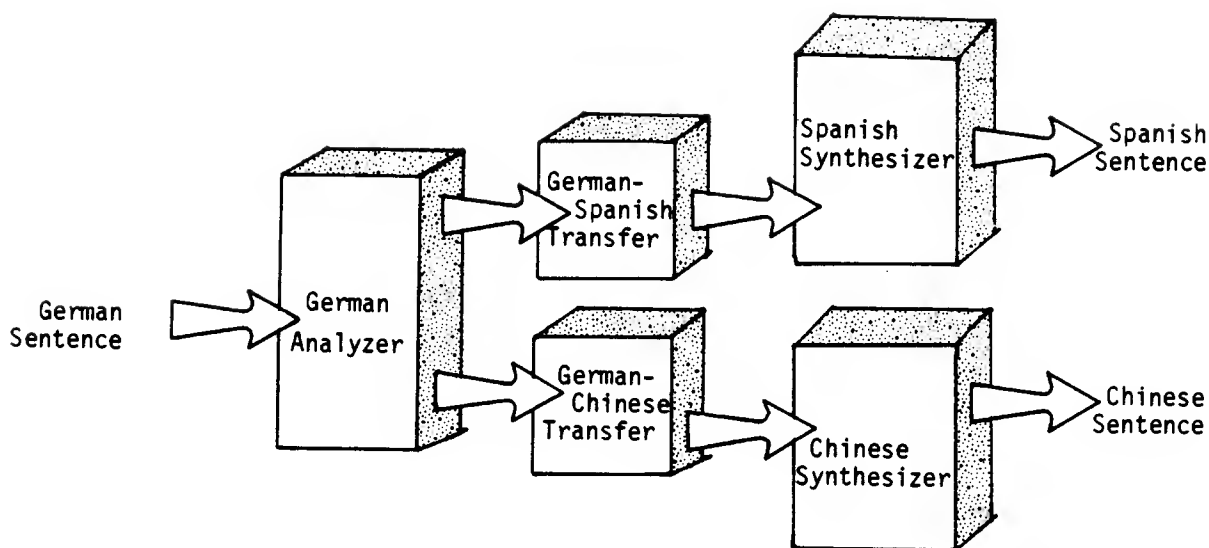 German
Sentence
German
Analyzer
German-
Spanish
Transfer
Spanish
Synthesizer
Spanish
Sentence
German-
Chinese
Transfer
Chinese
Synthesizer
Chinese
Sentence